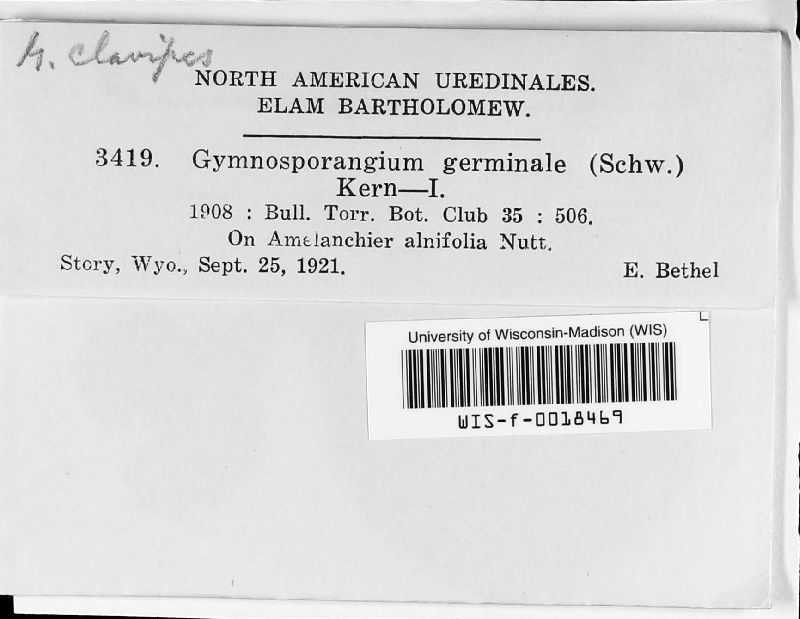 G. clavipes
NORTH AMERICAN UREDINALES.
ELAM BARTHOLOMEW.
3419. Gymnosporangium germinale (Schw.)
Kern—I.
1908 : Bull. Torr. Bot. Club 35 : 506.
On Amelanchier alnifolia Nutt.
Story, Wyo., Sept. 25, 1921. E. Bethel
University of Wisconsin-Madison (WIS)
WIS-f-0018469